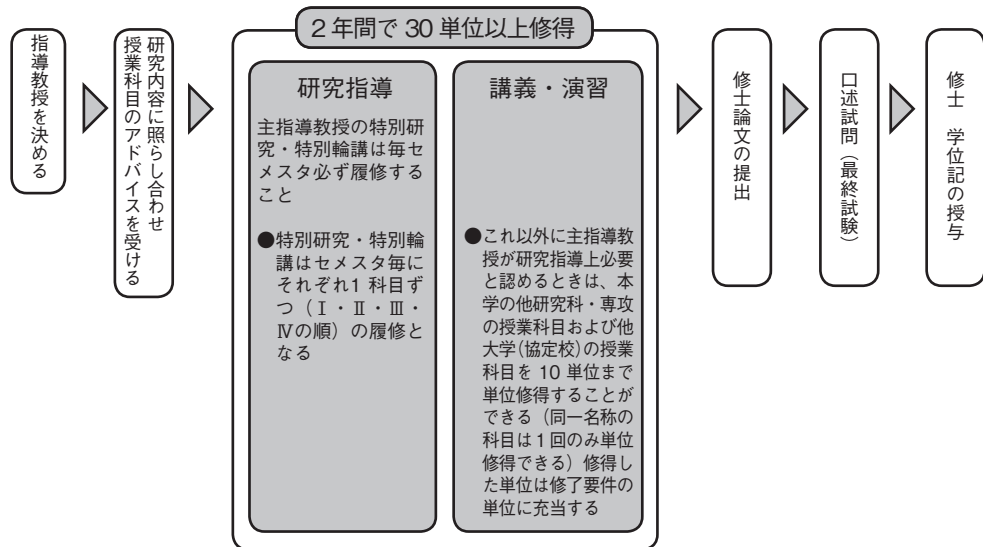 指導教授を決める
研究内容に照らし合わせ
授業科目のアドバイスを受ける
2年間で30単位以上修得
研究指導
主指導教授の特別研
究・特別輪講は毎セ
メスタ必ず履修する
こと
●特別研究・特別輪
講はセメスタ毎に
それぞれ1科目ず
つ（Ⅰ・Ⅱ・Ⅲ・
Ⅳの順）の履修と
なる
講義・演習
●これ以外に主指導教
授が研究指導上必要
と認めるときは、本
学の他研究科・専攻
の授業科目および他
大学(協定校)の授業
科目を10単位まで
単位修得することが
できる（同一名称の
科目は1回のみ単位
修得できる）修得し
た単位は修了要件の
単位に充当する
修士論文の提出
口述試問（最終試験）
修士　学位記の授与